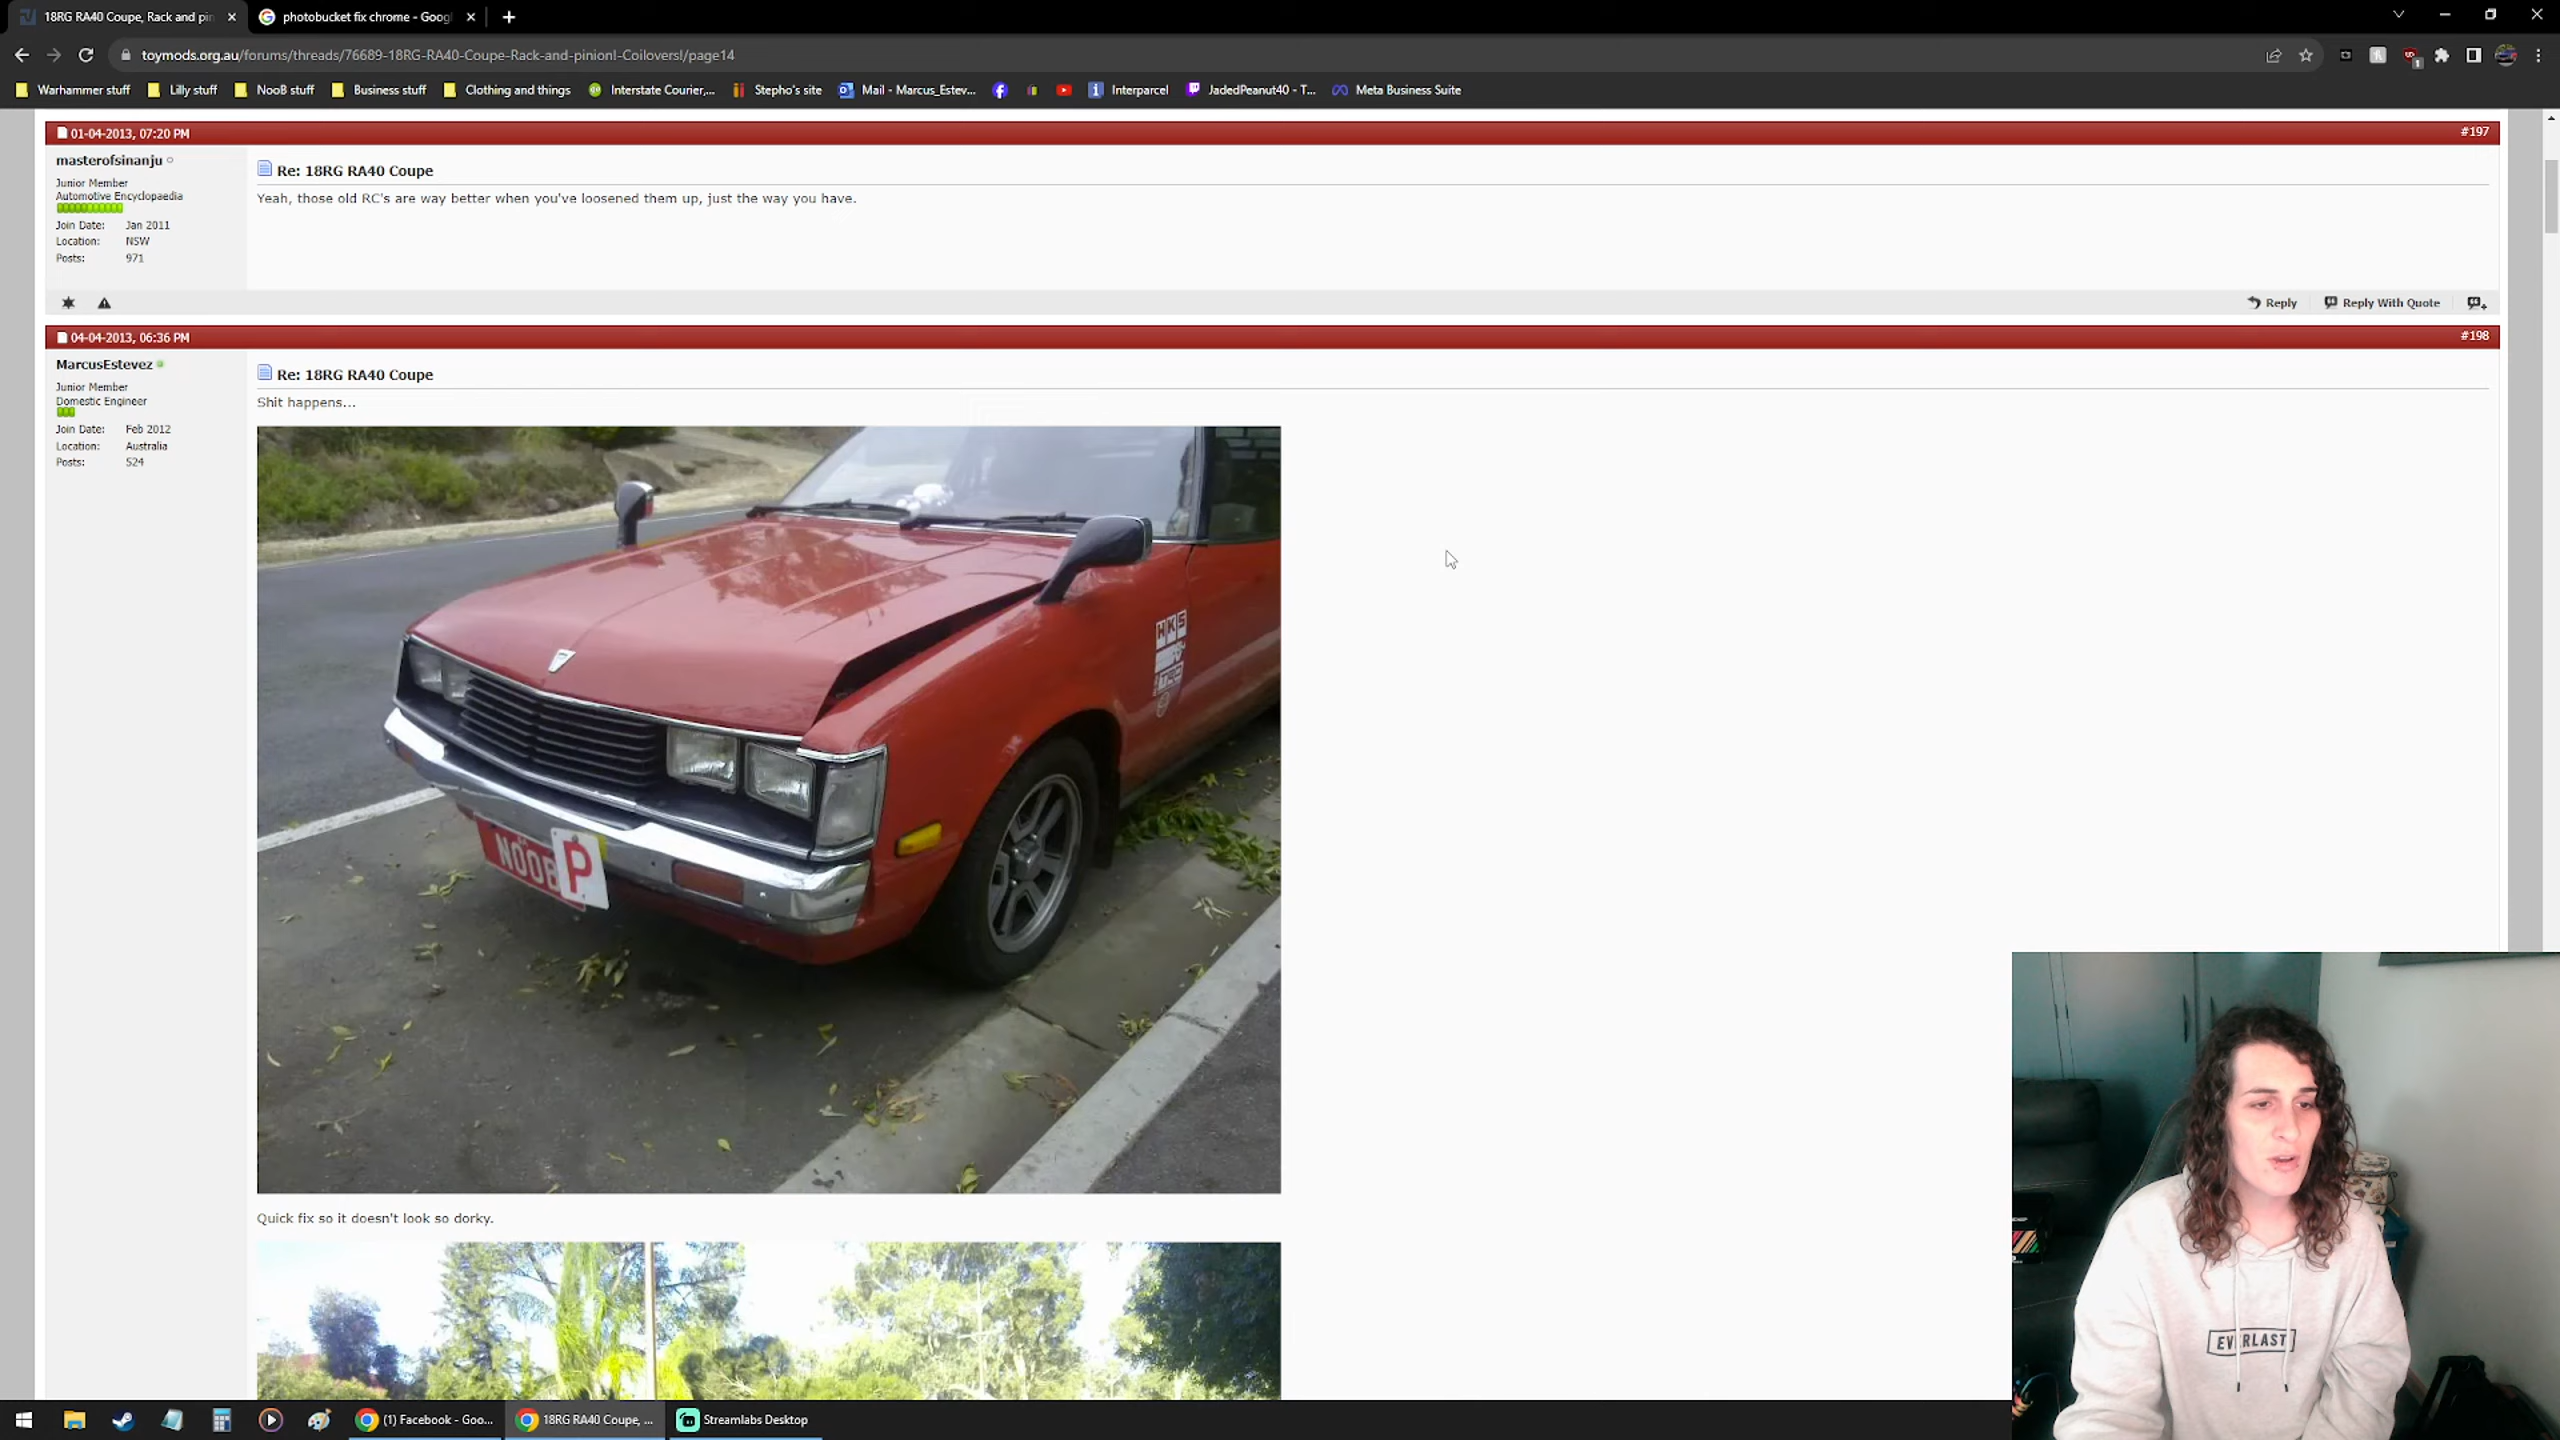 18RG RA40 Coupe, Rack and pin
photobucket fix chrome - Goog
toymods.org.au/forums/threads/76689-18RG-RA40-Coupe-Rack-and-pinionl-Coilovers!/page14
Warhammer stuff
Lilly stuff
NooB stuff
Business stuff
Clothing and things
Interstate Courier,...
Stepho's site
Mail - Marcus_Estev...
Interparcel
JadedPeanut40 - T...
Meta Business Suite
01-04-2013, 07:20 PM
#197
masterofsinanju
Junior Member
Automotive Encyclopaedia
Join Date: Jan 2011
Location: NSW
Posts: 971
Re: 18RG RA40 Coupe
Yeah, those old RC's are way better when you've loosened them up, just the way you have.
Reply
Reply With Quote
04-04-2013, 06:36 PM
#198
MarcusEstevez
Junior Member
Domestic Engineer
Join Date: Feb 2012
Location: Australia
Posts: 524
Re: 18RG RA40 Coupe
Shit happens...
HKS
NOOB
P
Quick fix so it doesn't look so dorky.
EVERLAST
(1) Facebook - Goo...
18RG RA40 Coupe, ...
Streamlabs Desktop